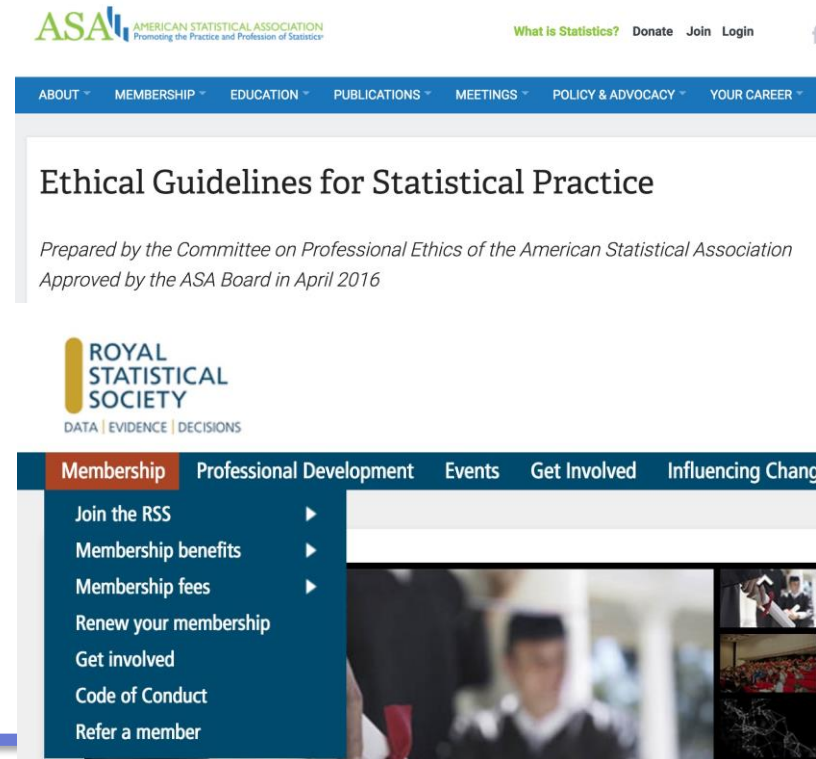 ASA AMERICAN STATISTICAL ASSOCIATION
Promoting the Practice and Profession of Statistics®
What is Statistics? Donate Join Login
ABOUT MEMBERSHIP EDUCATION PUBLICATIONS MEETINGS POLICY & ADVOCACY YOUR CAREER
Ethical Guidelines for Statistical Practice
Prepared by the Committee on Professional Ethics of the American Statistical Association
Approved by the ASA Board in April 2016
ROYAL
STATISTICAL
SOCIETY
DATA | EVIDENCE | DECISIONS
Membership Professional Development Events Get Involved Influencing Chang
Join the RSS
Membership benefits
Membership fees
Renew your membership
Get involved
Code of Conduct
Refer a member